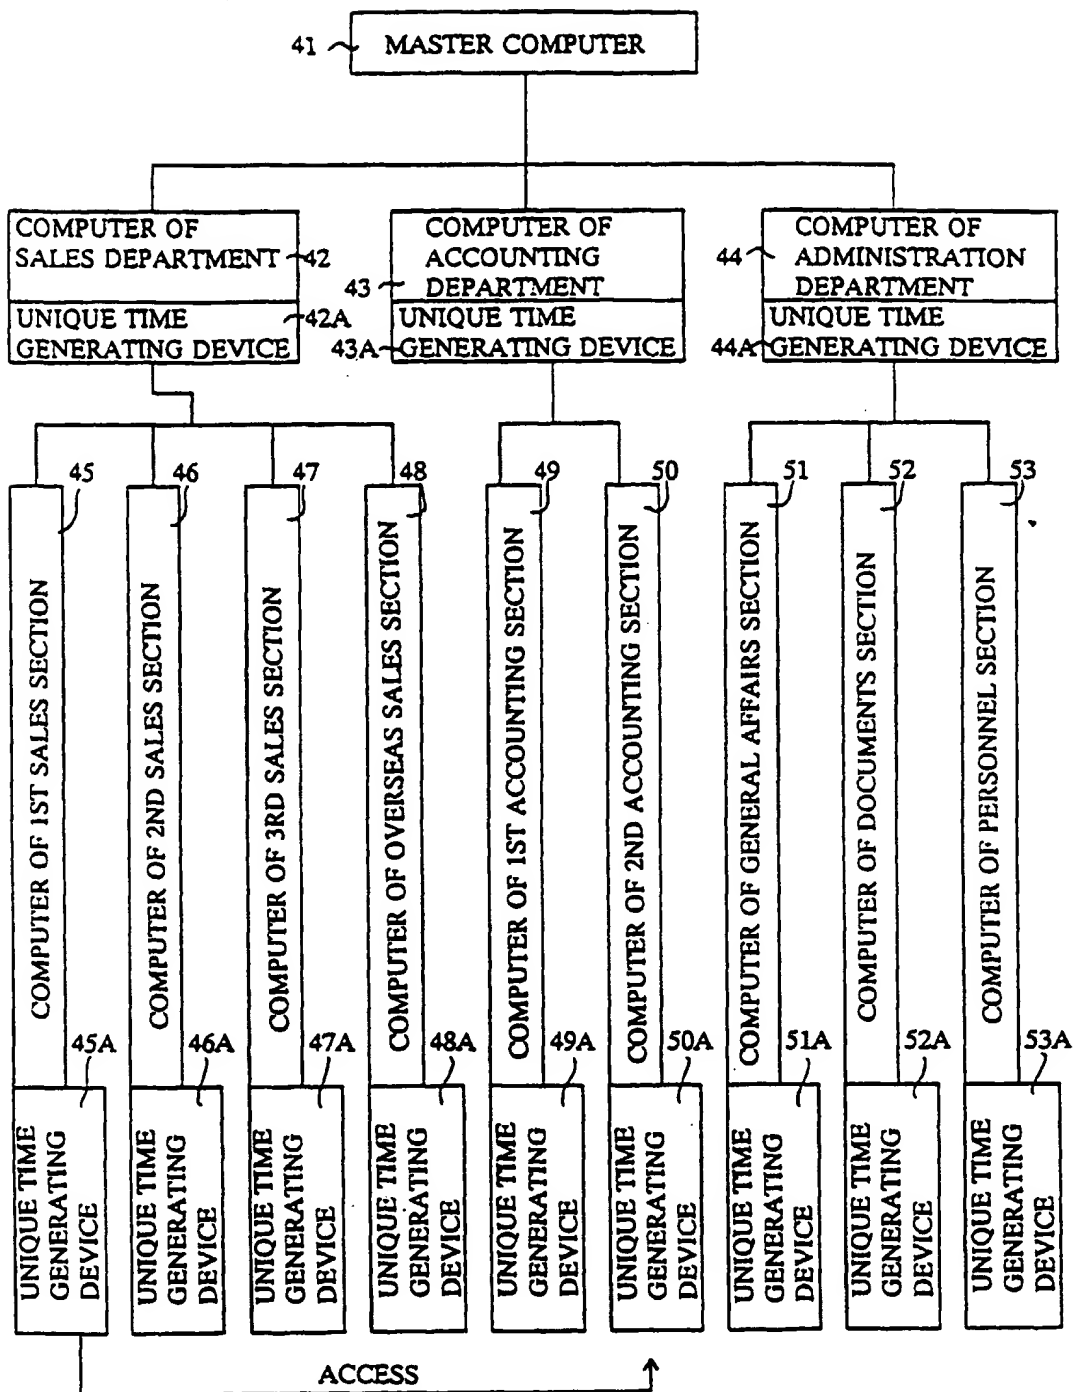 41 MASTER COMPUTER
COMPUTER OF
SALES DEPARTMENT 42
UNIQUE TIME 42A
GENERATING DEVICE
COMPUTER OF
ACCOUNTING
43 DEPARTMENT
UNIQUE TIME
43A GENERATING DEVICE
COMPUTER OF
44 ADMINISTRATION
DEPARTMENT
UNIQUE TIME
44A GENERATING DEVICE
45 46 47 48 49 50 51 52 53
COMPUTER OF 1ST SALES SECTION
COMPUTER OF 2ND SALES SECTION
COMPUTER OF 3RD SALES SECTION
COMPUTER OF OVERSEAS SALES SECTION
COMPUTER OF 1ST ACCOUNTING SECTION
COMPUTER OF 2ND ACCOUNTING SECTION
COMPUTER OF GENERAL AFFAIRS SECTION
COMPUTER OF DOCUMENTS SECTION
COMPUTER OF PERSONNEL SECTION
45A 46A 47A 48A 49A 50A 51A 52A 53A
UNIQUE TIME
GENERATING
DEVICE
UNIQUE TIME
GENERATING
DEVICE
UNIQUE TIME
GENERATING
DEVICE
UNIQUE TIME
GENERATING
DEVICE
UNIQUE TIME
GENERATING
DEVICE
UNIQUE TIME
GENERATING
DEVICE
UNIQUE TIME
GENERATING
DEVICE
UNIQUE TIME
GENERATING
DEVICE
UNIQUE TIME
GENERATING
DEVICE
ACCESS